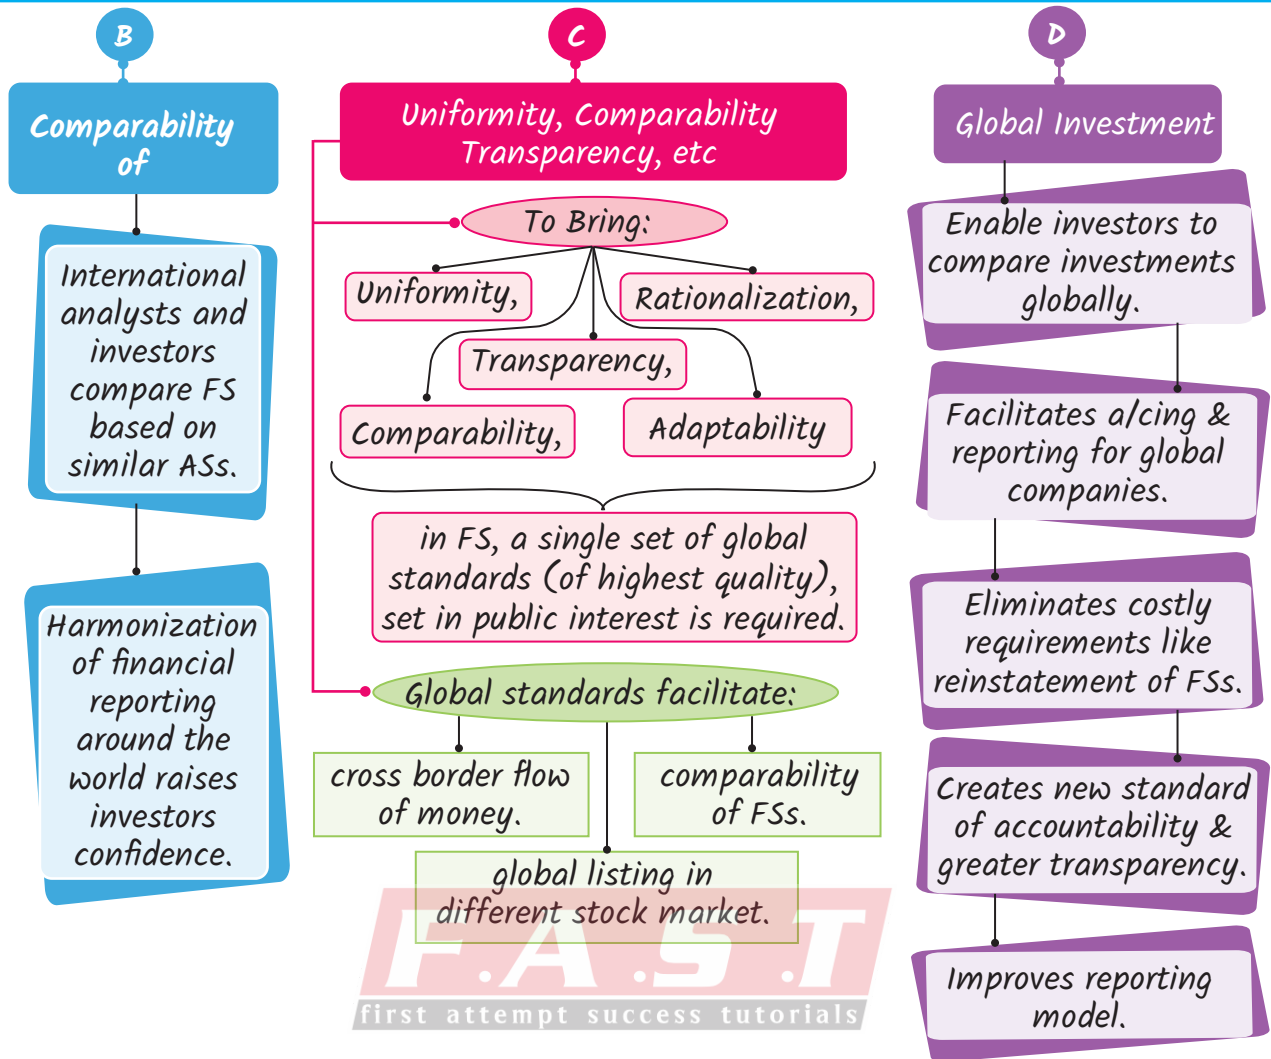 B
Comparability
of
International
analysts and
investors
compare FS
based on
similar ASs.
Harmonization
of financial
reporting
around the
world raises
investors
confidence.
C
Uniformity, Comparability
Transparency, etc
To Bring:
Uniformity,
Rationalization,
Transparency,
Comparability,
Adaptability
in FS, a single set of global
standards (of highest quality),
set in public interest is required.
Global standards facilitate:
cross border flow
of money.
comparability
of FSs.
global listing in
different stock market.
F.A.S.T
first attempt success tutorials
D
Global Investment
Enable investors to
compare investments
globally.
Facilitates a/cing &
reporting for global
companies.
Eliminates costly
requirements like
reinstatement of FSs.
Creates new standard
of accountability &
greater transparency.
Improves reporting
model.